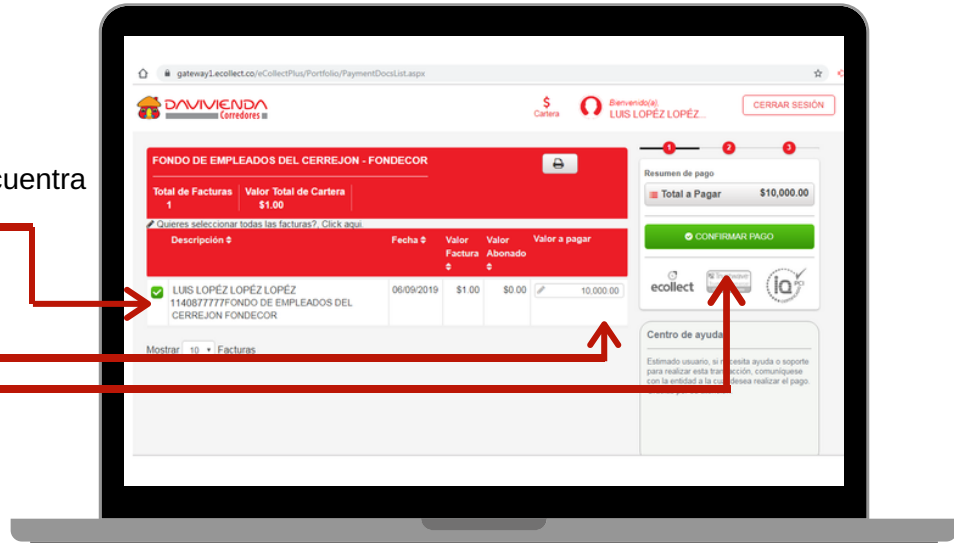 cuentra
gateway1.ecollect.co/eCollectPlus/Portfolio/PaymentDocsList.aspx
DAVIVIENDA
Corredores
$
Cartera
Bienvenido(a),
LUIS LOPÉZ LOPÉZ...
CERRAR SESIÓN
FONDO DE EMPLEADOS DEL CERREJON - FONDECOR
Total de Facturas Valor Total de Cartera
1 $1.00
Quieres seleccionar todas las facturas?, Click aqui.
Descripción Fecha Valor Factura Valor Abonado Valor a pagar
LUIS LOPÉZ LOPÉZ LOPÉZ
1140877777FONDO DE EMPLEADOS DEL
CERREJON FONDECOR
06/09/2019 $1.00 $0.00 10,000.00
Mostrar 10 Facturas
1 2 3
Resumen de pago
Total a Pagar $10,000.00
CONFIRMAR PAGO
ecollect
iQ PCI
Centro de ayuda
Estimado usuario, si necesita ayuda o soporte
para realizar esta transacción, comuníquese
con la entidad a la cual desea realizar el pago.